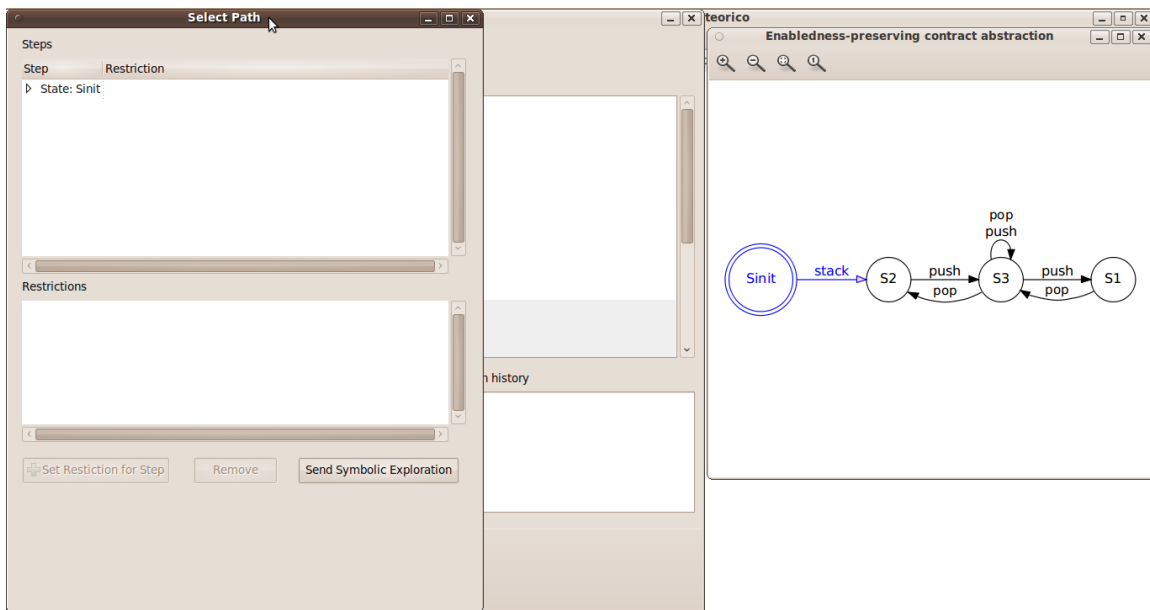 Select Path
Steps
Step Restriction
State: Sinit
Restrictions
Set Restiction for Step
Remove
Send Symbolic Exploration
history
teorico
Enabledness-preserving contract abstraction
pop
push
Sinit
stack
S2
push
pop
S3
push
pop
S1